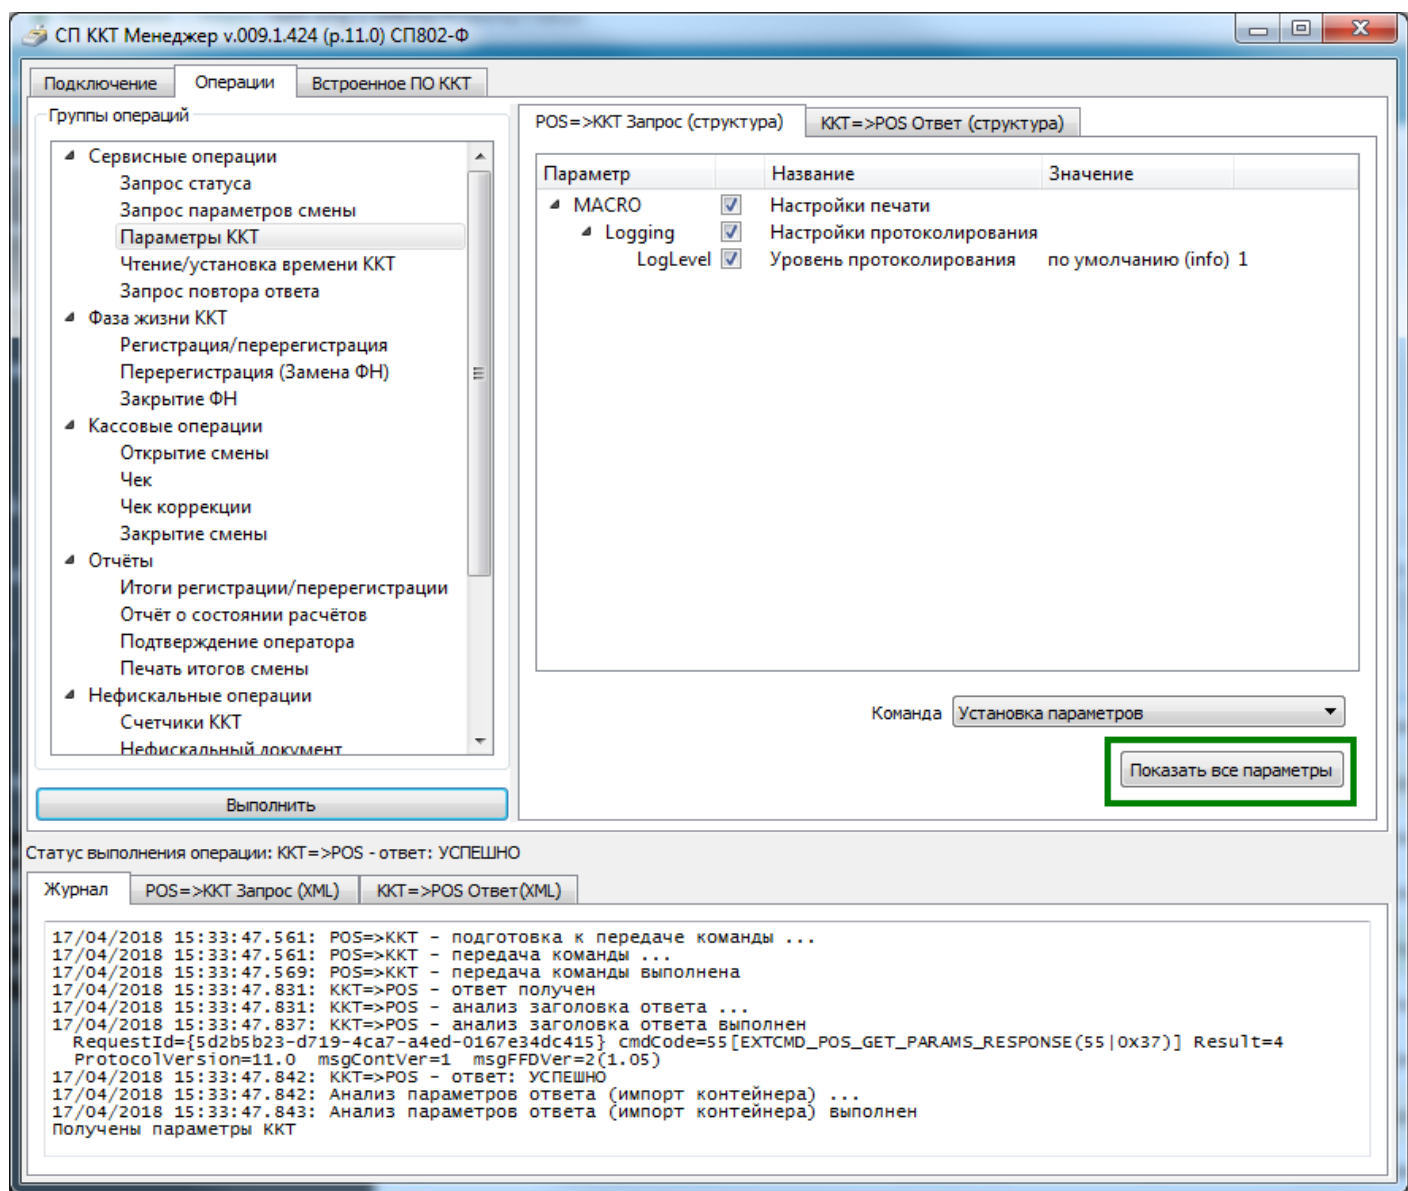 СП ККТ Менеджер v.009.1.424 (р.11.0) СП802-Ф
Подключение Операции Встроенное ПО ККТ
Группы операций
Сервисные операции
Запрос статуса
Запрос параметров смены
Параметры ККТ
Чтение/установка времени ККТ
Запрос повтора ответа
Фаза жизни ККТ
Регистрация/перерегистрация
Перерегистрация (Замена ФН)
Закрытие ФН
Кассовые операции
Открытие смены
Чек
Чек коррекции
Закрытие смены
Отчёты
Итоги регистрации/перерегистрации
Отчёт о состоянии расчётов
Подтверждение оператора
Печать итогов смены
Нефискальные операции
Счетчики ККТ
Нефискальный документ
Выполнить
POS=>ККТ Запрос (структура) ККТ=>POS Ответ (структура)
Параметр Название Значение
MACRO Настройки печати
Logging Настройки протоколирования
LogLevel Уровень протоколирования по умолчанию (info) 1
Команда Установка параметров
Показать все параметры
Статус выполнения операции: ККТ=>POS - ответ: УСПЕШНО
Журнал POS=>ККТ Запрос (XML) ККТ=>POS Ответ(XML)
17/04/2018 15:33:47.561: POS=>ККТ - подготовка к передаче команды ...
17/04/2018 15:33:47.561: POS=>ККТ - передача команды ...
17/04/2018 15:33:47.569: POS=>ККТ - передача команды выполнена
17/04/2018 15:33:47.831: ККТ=>POS - ответ получен
17/04/2018 15:33:47.831: ККТ=>POS - анализ заголовка ответа ...
17/04/2018 15:33:47.837: ККТ=>POS - анализ заголовка ответа выполнен
RequestId={5d2b5b23-d719-4ca7-a4ed-0167e34dc415} cmdCode=55[EXTCMD_POS_GET_PARAMS_RESPONSE(55|0x37)] Result=4
ProtocolVersion=11.0 msgContVer=1 msgFFDVer=2(1.05)
17/04/2018 15:33:47.842: ККТ=>POS - ответ: УСПЕШНО
17/04/2018 15:33:47.842: Анализ параметров ответа (импорт контейнера) ...
17/04/2018 15:33:47.843: Анализ параметров ответа (импорт контейнера) выполнен
Получены параметры ККТ